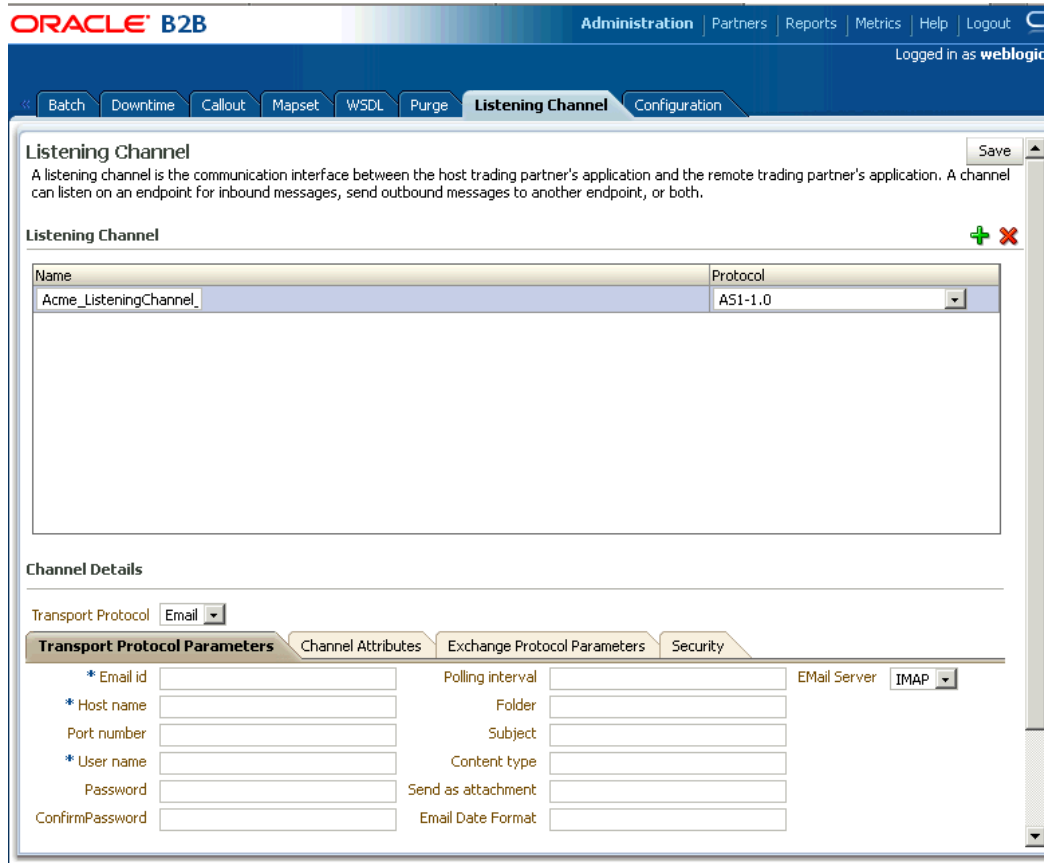 ORACLE B2B
Administration | Partners | Reports | Metrics | Help | Logout
Logged in as weblogic
« Batch Downtime Callout Mapset WSDL Purge Listening Channel Configuration
Listening Channel Save
A listening channel is the communication interface between the host trading partner's application and the remote trading partner's application. A channel
can listen on an endpoint for inbound messages, send outbound messages to another endpoint, or both.
Listening Channel
Name Protocol
Acme_ListeningChannel_ AS1-1.0
Channel Details
Transport Protocol Email
Transport Protocol Parameters Channel Attributes Exchange Protocol Parameters Security
* Email id Polling interval EMail Server IMAP
* Host name Folder
Port number Subject
* User name Content type
Password Send as attachment
ConfirmPassword Email Date Format